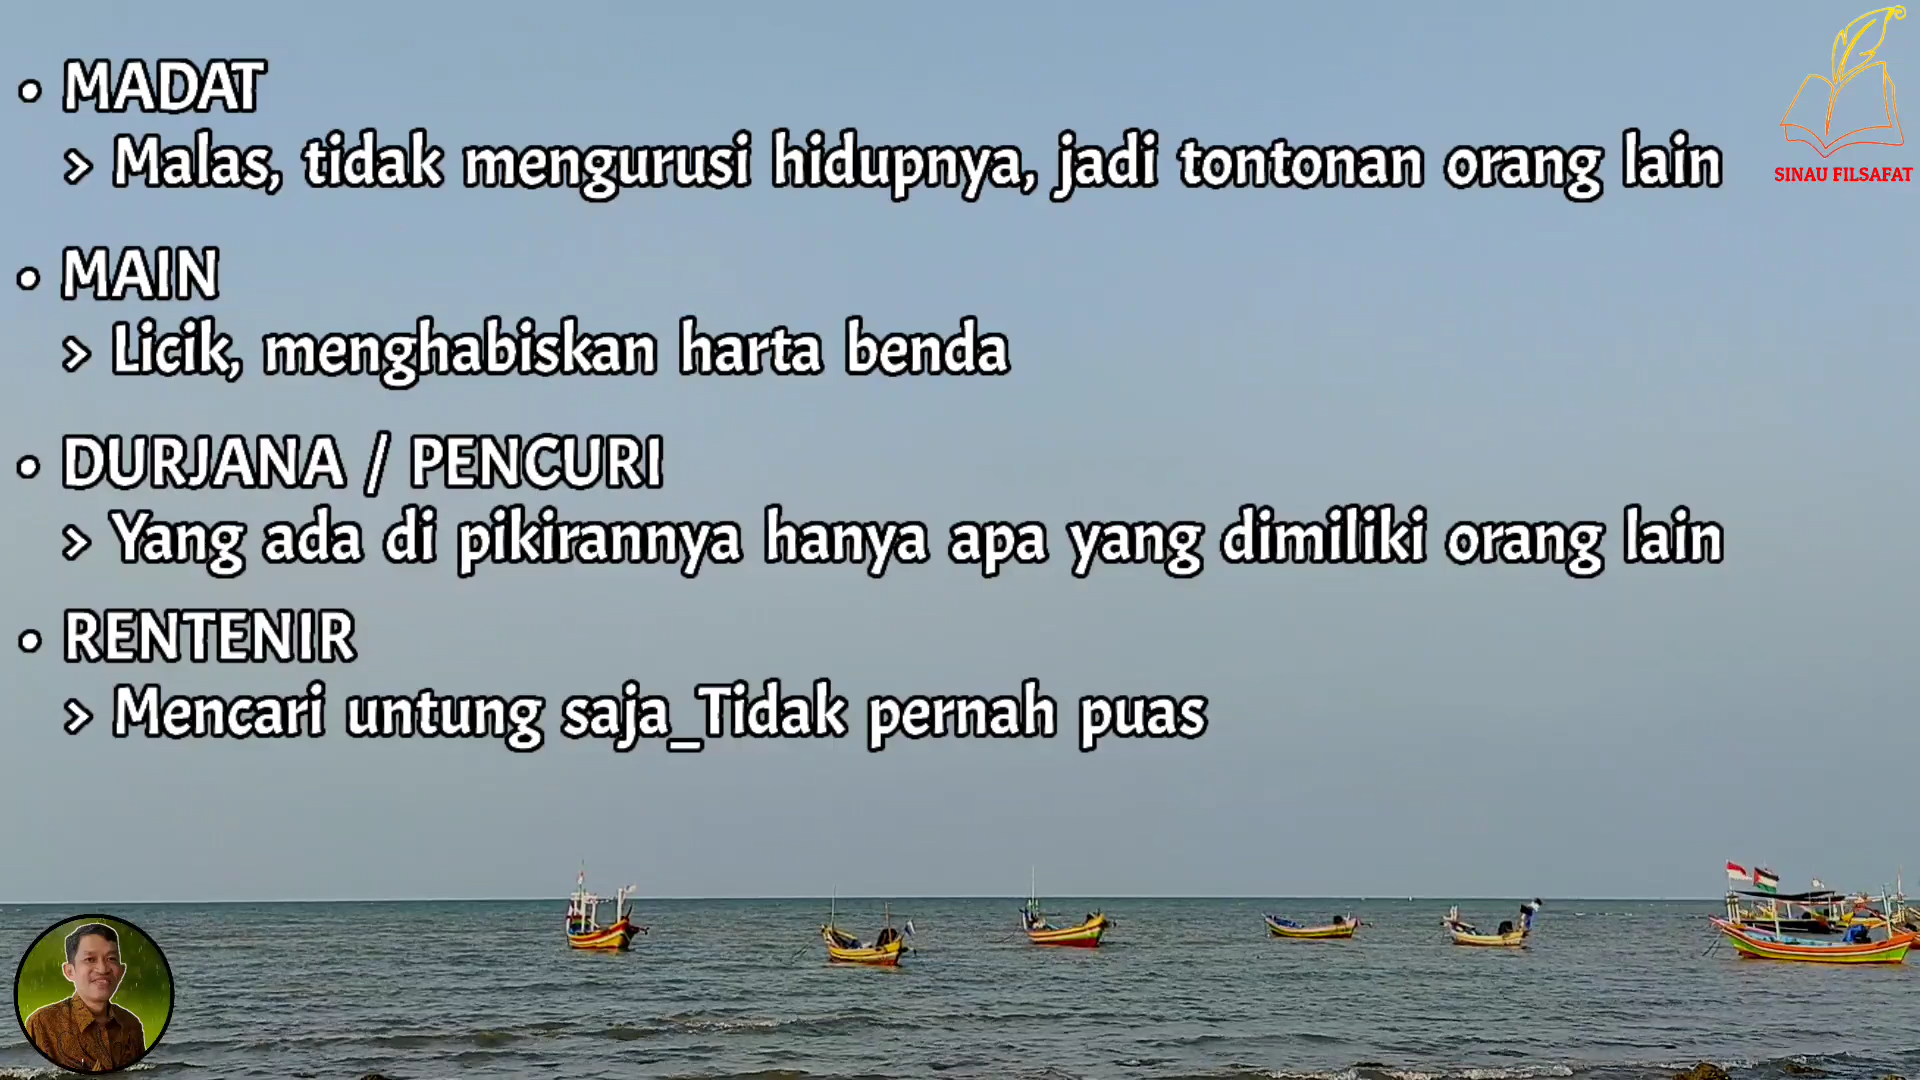 • MADAT
> Malas, tidak mengurusi hidupnya, jadi tontonan orang lain
• MAIN
> Licik, menghabiskan harta benda
• DURJANA / PENCURI
> Yang ada di pikirannya hanya apa yang dimiliki orang lain
• RENTENIR
> Mencari untung saja_Tidak pernah puas
SINAU FILSAFAT